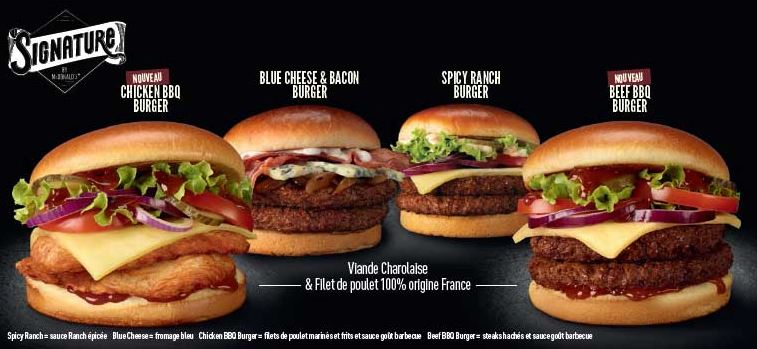 SIGNATURE
BY
McDONALD'S™
NOUVEAU
CHICKEN BBQ
BURGER
BLUE CHEESE & BACON
BURGER
SPICY RANCH
BURGER
NOUVEAU
BEEF BBQ
BURGER
Viande Charolaise
& Filet de poulet 100% origine France
Spicy Ranch = sauce Ranch épicée Blue Cheese = fromage bleu Chicken BBQ Burger = filets de poulet marinés et frits et sauce goût barbecue Beef BBQ Burger = steaks hachés et sauce goût barbecue